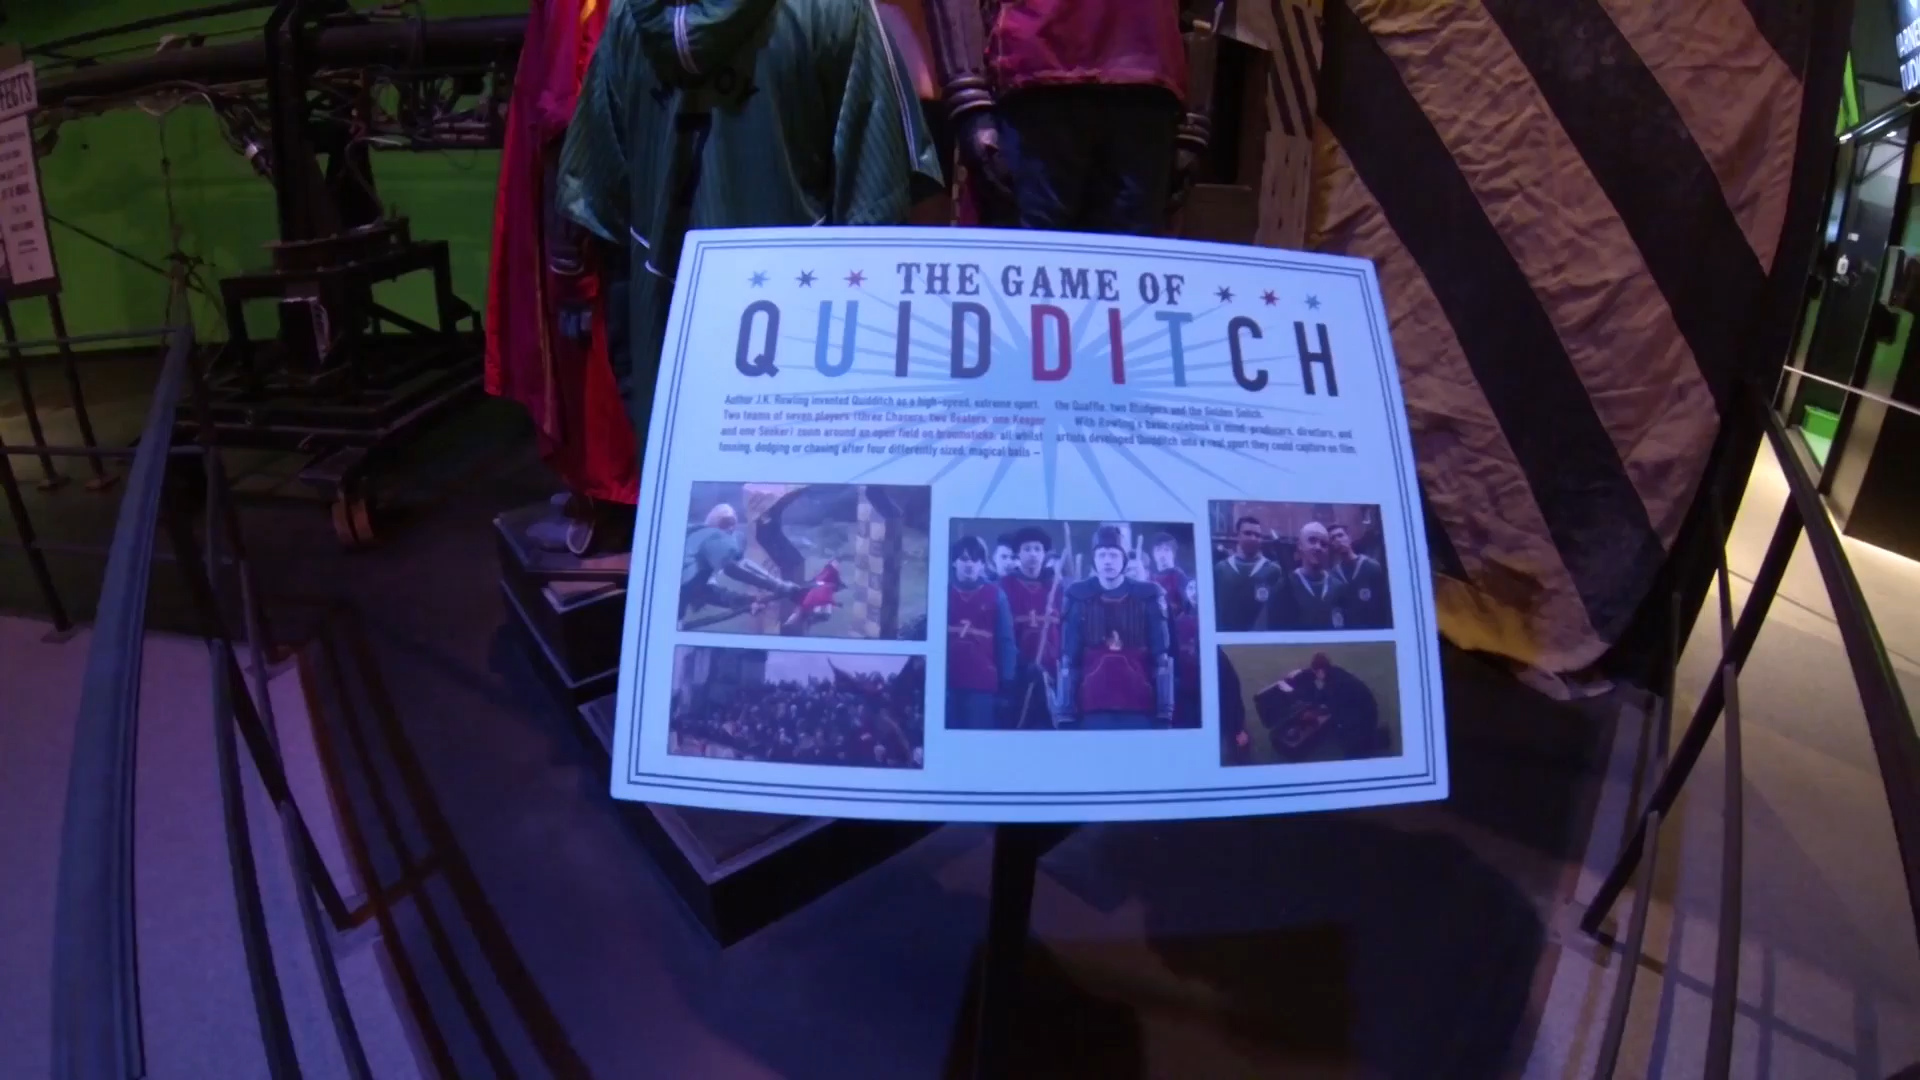 THE GAME OF
QUIDDITCH
Author J.K. Rowling invented Quidditch as a high-speed, extreme sport.
Two teams of seven players (three Chasers, two Beaters, one Keeper
and one Seeker) zoom around an open field on broomsticks, all whilst
tossing, dodging or chasing after four differently sized, magical balls –
the Quaffle, two Bludgers and the Golden Snitch.
With Rowling's basic rulebook in mind, producers, directors, and
artists developed Quidditch into a real sport they could capture on film.
7